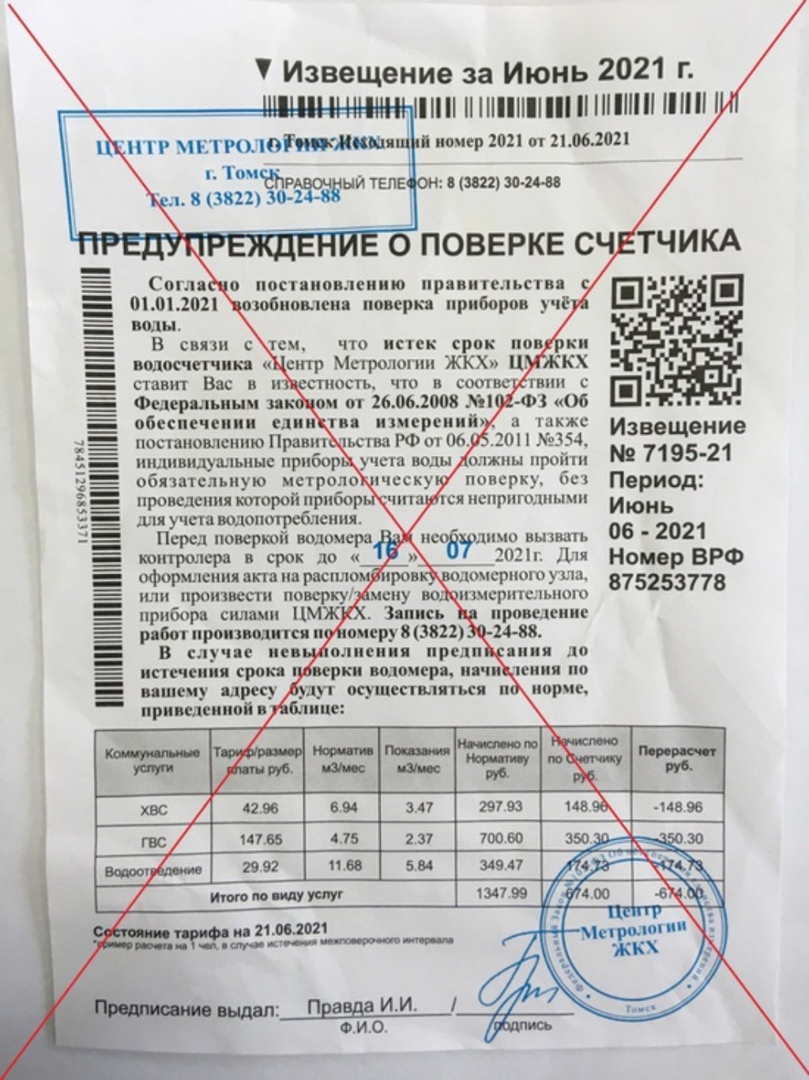 ▼ Извещение за Июнь 2021 г.
г. Томск Исходящий номер 2021 от 21.06.2021
ЦЕНТР МЕТРОЛОГИИ ЖКХ
г. Томск
Тел. 8 (3822) 30-24-88
СПРАВОЧНЫЙ ТЕЛЕФОН: 8 (3822) 30-24-88
ПРЕДУПРЕЖДЕНИЕ О ПОВЕРКЕ СЧЕТЧИКА
78451296853371
Согласно постановлению правительства с
01.01.2021 возобновлена поверка приборов учёта
воды.
В связи с тем, что истек срок поверки
водосчетчика «Центр Метрологии ЖКХ» ЦМЖКХ
ставит Вас в известность, что в соответствии с
Федеральным законом от 26.06.2008 №102-ФЗ «Об
обеспечении единства измерений», а также
постановлению Правительства РФ от 06.05.2011 №354,
индивидуальные приборы учета воды должны пройти
обязательную метрологическую поверку, без
проведения которой приборы считаются непригодными
для учета водопотребления.
Перед поверкой водомера Вам необходимо вызвать
контролера в срок до «16» 07 2021г. Для
оформления акта на распломбировку водомерного узла,
или произвести поверку/замену водоизмерительного
прибора силами ЦМЖКХ. Запись на проведение
работ производится по номеру 8 (3822) 30-24-88.
В случае невыполнения предписания до
истечения срока поверки водомера, начисления по
вашему адресу будут осуществляться по норме,
приведенной в таблице:
Извещение
№ 7195-21
Период:
Июнь
06 - 2021
Номер ВРФ
875253778
Коммунальные услуги Тариф/размер платы руб. Норматив м3/мес Показания м3/мес Начислено по Нормативу руб. Начислено по Счетчику руб. Перерасчет руб.
ХВС 42.96 6.94 3.47 297.93 148.96 -148.96
ГВС 147.65 4.75 2.37 700.60 350.30 -350.30
Водоотведение 29.92 11.68 5.84 349.47 174.73 -174.73
Итого по виду услуг 1347.99 674.00 -674.00
Состояние тарифа на 21.06.2021
*пример расчета на 1 чел, в случае истечения межповерочного интервала
Центр
Метрологии
ЖКХ
Томск
Предписание выдал: Правда И.И. /
Ф.И.О. подпись